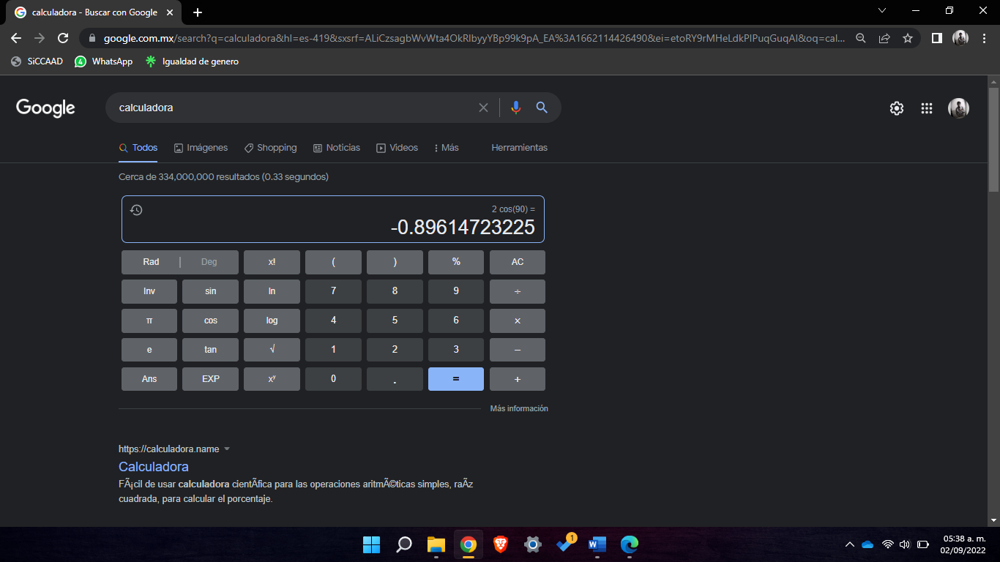 calculadora - Buscar con Google
google.com.mx/search?q=calculadora&hl=es-419&sxsrf=ALiCzsagbWvWta4OkRIbyyYBp99k9pA_EA%3A1662114426490&ei=etoRY9rMHeLdkPIPuqGuqAI&oq=cal...
SiCCAAD WhatsApp Igualdad de genero
Google calculadora
Todos Imágenes Shopping Noticias Videos Más Herramientas
Cerca de 334,000,000 resultados (0.33 segundos)
2 cos(90) =
-0.89614723225
Rad | Deg x! ( ) % AC
Inv sin ln 7 8 9 ÷
π cos log 4 5 6 ×
e tan √ 1 2 3 −
Ans EXP xʸ 0 . = +
Más información
https://calculadora.name
Calculadora
FÃ¡cil de usar calculadora cientÃ­fica para las operaciones aritmÃ©ticas simples, raÃ­z
cuadrada, para calcular el porcentaje.
1
05:38 a. m.
02/09/2022